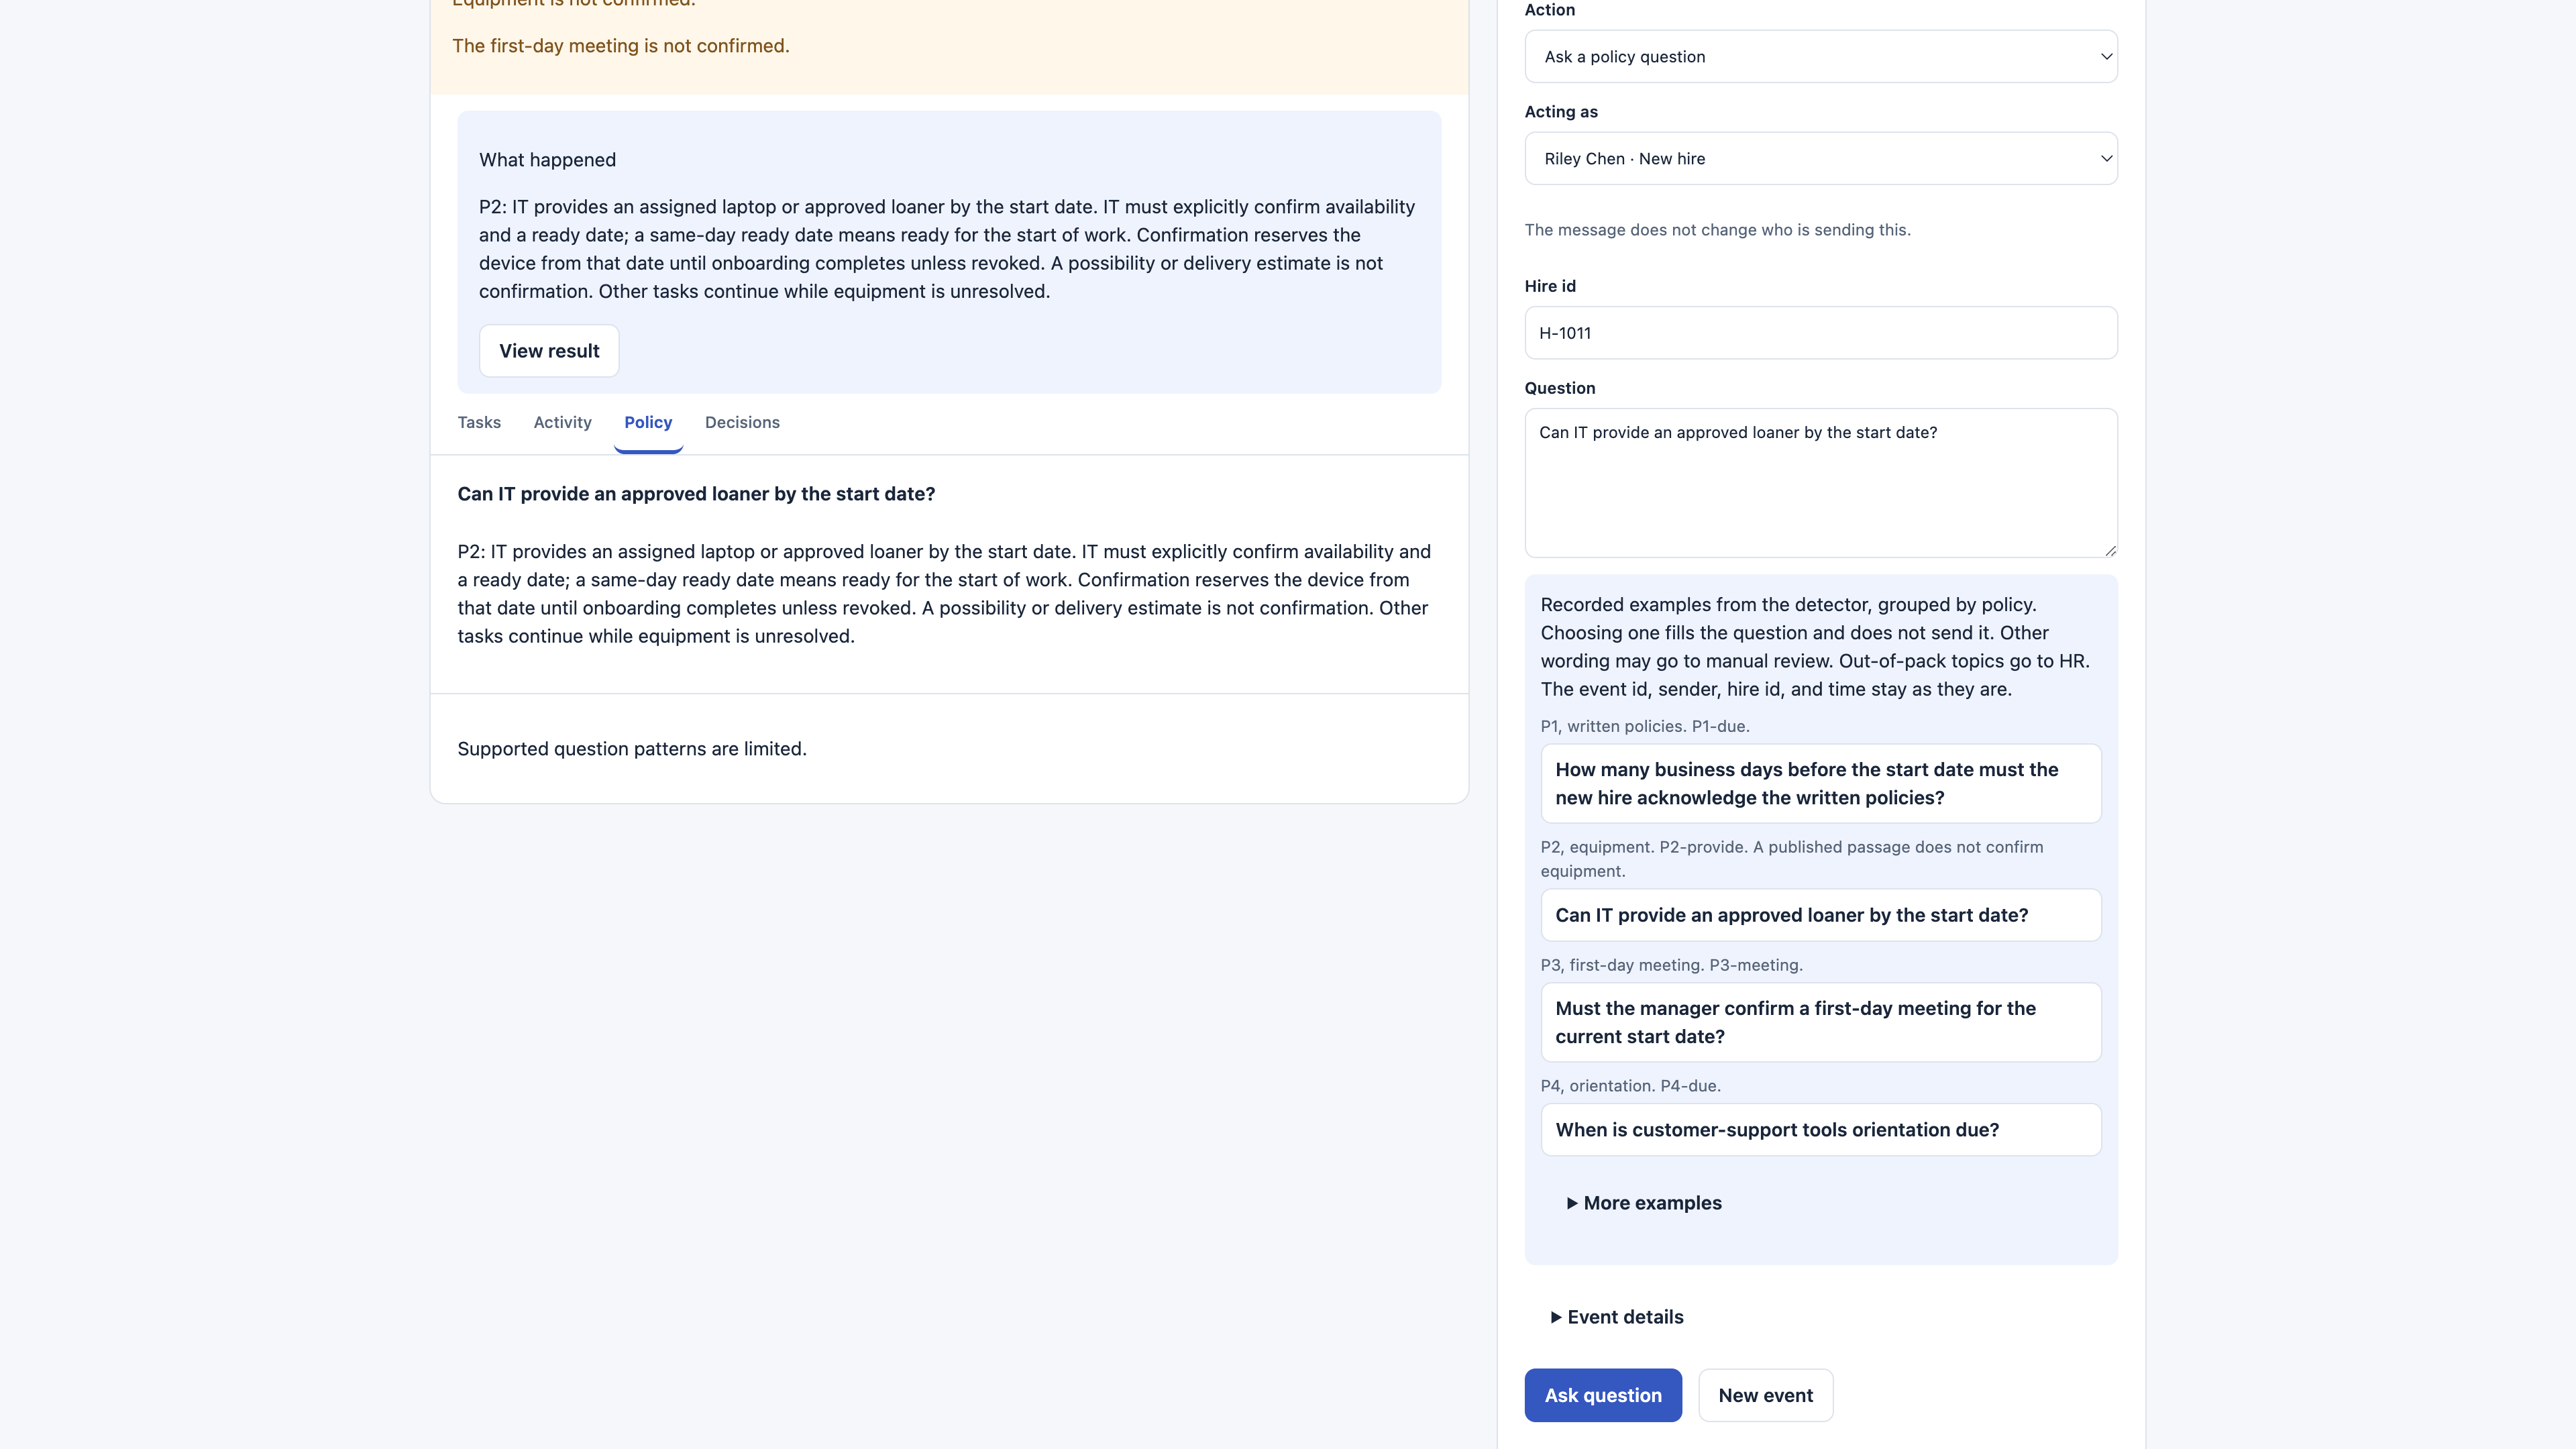 Equipment is not confirmed.
The first-day meeting is not confirmed.
What happened
P2: IT provides an assigned laptop or approved loaner by the start date. IT must explicitly confirm availability
and a ready date; a same-day ready date means ready for the start of work. Confirmation reserves the
device from that date until onboarding completes unless revoked. A possibility or delivery estimate is not
confirmation. Other tasks continue while equipment is unresolved.
View result
Tasks Activity Policy Decisions
Can IT provide an approved loaner by the start date?
P2: IT provides an assigned laptop or approved loaner by the start date. IT must explicitly confirm availability and
a ready date; a same-day ready date means ready for the start of work. Confirmation reserves the device from
that date until onboarding completes unless revoked. A possibility or delivery estimate is not confirmation. Other
tasks continue while equipment is unresolved.
Supported question patterns are limited.
Action
Ask a policy question
Acting as
Riley Chen · New hire
The message does not change who is sending this.
Hire id
H-1011
Question
Can IT provide an approved loaner by the start date?
Recorded examples from the detector, grouped by policy.
Choosing one fills the question and does not send it. Other
wording may go to manual review. Out-of-pack topics go to HR.
The event id, sender, hire id, and time stay as they are.
P1, written policies. P1-due.
How many business days before the start date must the
new hire acknowledge the written policies?
P2, equipment. P2-provide. A published passage does not confirm
equipment.
Can IT provide an approved loaner by the start date?
P3, first-day meeting. P3-meeting.
Must the manager confirm a first-day meeting for the
current start date?
P4, orientation. P4-due.
When is customer-support tools orientation due?
▶ More examples
▶ Event details
Ask question New event